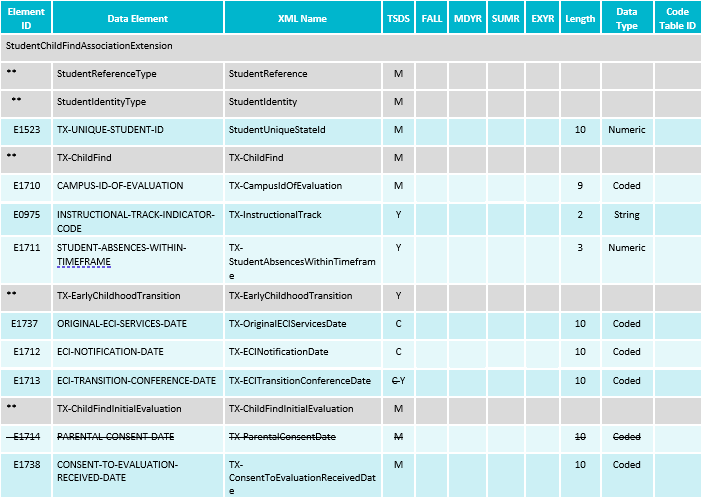 Element ID Data Element XML Name TSDS FALL MDYR SUMR EXYR Length Data Type Code Table ID
StudentChildFindAssociationExtension
** StudentReferenceType StudentReference M
** StudentIdentityType StudentIdentity M
E1523 TX-UNIQUE-STUDENT-ID StudentUniqueStateId M 10 Numeric
** TX-ChildFind TX-ChildFind M
E1710 CAMPUS-ID-OF-EVALUATION TX-CampusIdOfEvaluation M 9 Coded
E0975 INSTRUCTIONAL-TRACK-INDICATOR- TX-InstructionalTrack Y 2 String
CODE
E1711 STUDENT-ABSENCES-WITHIN- TX- Y 3 Numeric
TIMEFRAME StudentAbsencesWithinTimefram
e
** TX-EarlyChildhoodTransition TX-EarlyChildhoodTransition Y
E1737 ORIGINAL-ECI-SERVICES-DATE TX-OriginalECIServicesDate C 10 Coded
E1712 ECI-NOTIFICATION-DATE TX-ECINotificationDate C 10 Coded
E1713 ECI-TRANSITION-CONFERENCE-DATE TX-ECITransitionConferenceDate C Y 10 Coded
** TX-ChildFindInitialEvaluation TX-ChildFindInitialEvaluation M
E1714 PARENTAL-CONSENT-DATE TX-ParentalConsentDate M 10 Coded
E1738 CONSENT-TO-EVALUATION- TX- M 10 Coded
RECEIVED-DATE ConsentToEvaluationReceivedDat
e